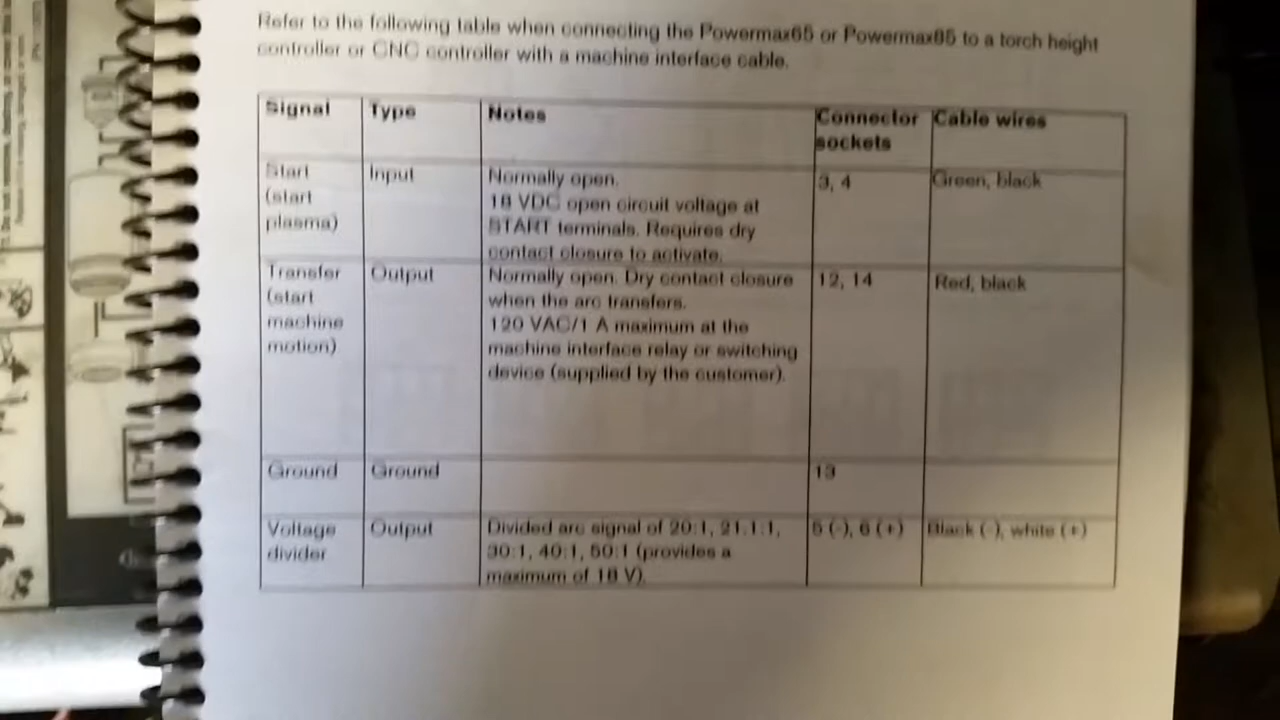 Refer to the following table when connecting the Powermax65 or Powermax85 to a torch height
controller or CNC controller with a machine interface cable.
Signal Type Notes Connector sockets Cable wires
Start (start plasma) Input
Normally open.
18 VDC open circuit voltage at
START terminals. Requires dry
contact closure to activate.
3, 4 Green, black
Transfer (start machine motion) Output
Normally open. Dry contact closure
when the arc transfers.
120 VAC/1 A maximum at the
machine interface relay or switching
device (supplied by the customer).
12, 14 Red, black
Ground Ground 13
Voltage divider Output
Divided arc signal of 20:1, 21.1:1,
30:1, 40:1, 50:1 (provides a
maximum of 18 V).
5 (-), 6 (+) Black (-), white (+)